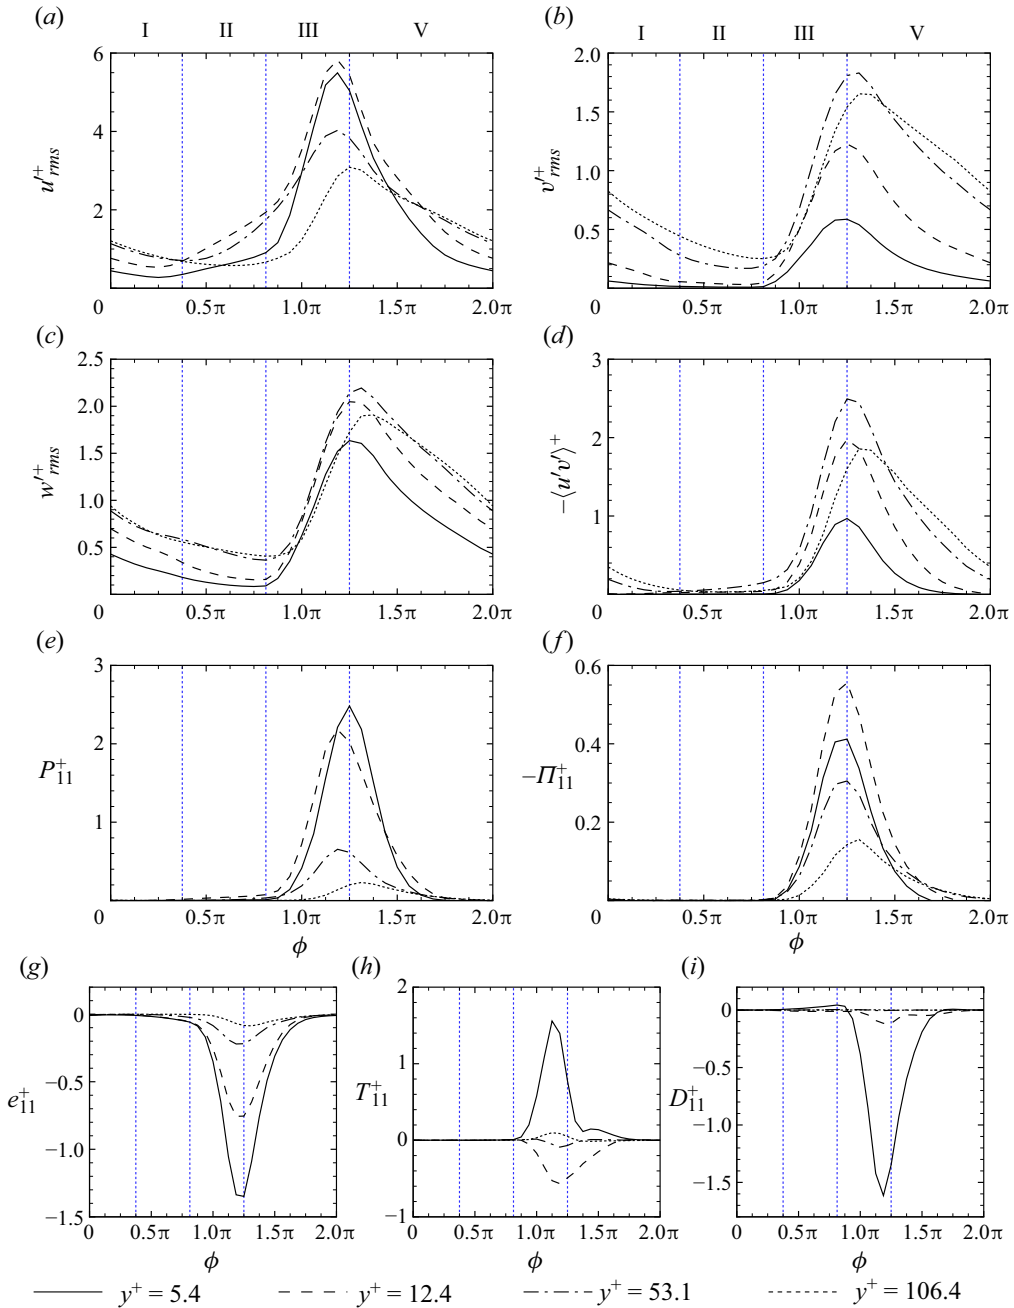 (a)
I II III V
6
4
2
u′⁺rms
0 0.5π 1.0π 1.5π 2.0π
(b)
I II III V
2.0
1.5
1.0
0.5
v′⁺rms
0 0.5π 1.0π 1.5π 2.0π
(c)
2.5
2.0
1.5
1.0
0.5
w′⁺rms
0 0.5π 1.0π 1.5π 2.0π
(d)
3
2
1
−⟨u′v′⟩⁺
0 0.5π 1.0π 1.5π 2.0π
(e)
3
2
1
P⁺11
0 0.5π 1.0π 1.5π 2.0π
ϕ
(f)
0.6
0.4
0.2
−Π⁺11
0 0.5π 1.0π 1.5π 2.0π
ϕ
(g)
0
−0.5
−1.0
−1.5
e⁺11
0 0.5π 1.0π 1.5π 2.0π
ϕ
(h)
2
1
0
−1
T⁺11
0 0.5π 1.0π 1.5π 2.0π
ϕ
(i)
0
−0.5
−1.0
−1.5
D⁺11
0 0.5π 1.0π 1.5π 2.0π
ϕ
y⁺ = 5.4 y⁺ = 12.4 y⁺ = 53.1 y⁺ = 106.4